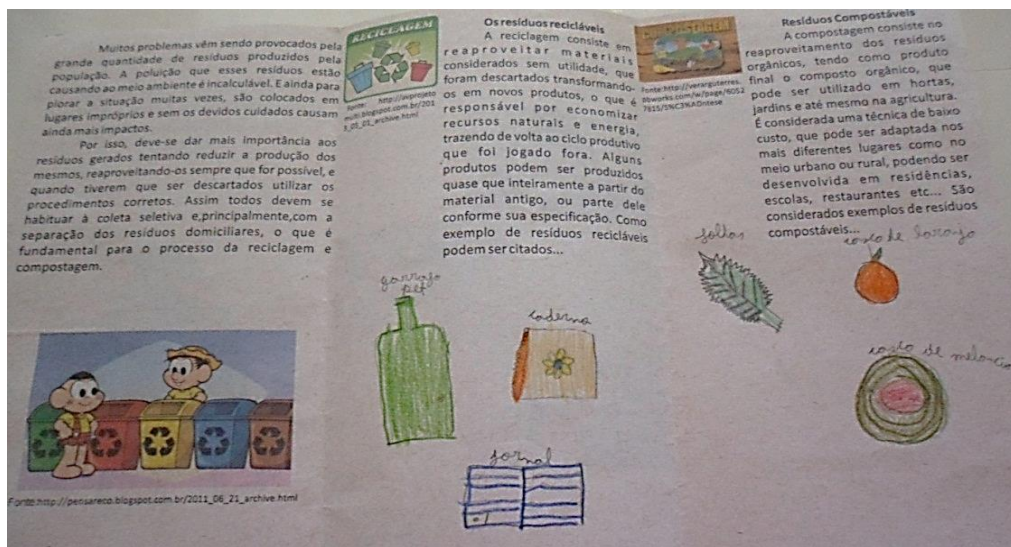 Muitos problemas vêm sendo provocados pela
grande quantidade de resíduos produzidos pela
população. A poluição que esses resíduos estão
causando ao meio ambiente é incalculável. E ainda para
piorar a situação muitas vezes, são colocados em
lugares impróprios e sem os devidos cuidados causam
ainda mais impactos.
Por isso, deve-se dar mais importância aos
resíduos gerados tentando reduzir a produção dos
mesmos, reaproveitando-os sempre que for possível, e
quando tiverem que ser descartados utilizar os
procedimentos corretos. Assim todos devem se
habituar à coleta seletiva e,principalmente,com a
separação dos resíduos domiciliares, o que é
fundamental para o processo da reciclagem e
compostagem.
Fonte:http://pensareco.blogspot.com.br/2011_06_21_archive.html
RECICLAGEM
Fonte: 
Os resíduos recicláveis
A reciclagem consiste em
reaproveitar materiais
considerados sem utilidade, que
foram descartados transformando-
os em novos produtos, o que é
responsável por economizar
recursos naturais e energia,
trazendo de volta ao ciclo produtivo
que foi jogado fora. Alguns
produtos podem ser produzidos
quase que inteiramente a partir do
material antigo, ou parte dele
conforme sua especificação. Como
exemplo de resíduos recicláveis
podem ser citados...
garrafa
pet
caderno
jornal
COMPOSTAGEM
Resíduos Compostáveis
A compostagem consiste no
reaproveitamento dos resíduos
orgânicos, tendo como produto
final o composto orgânico, que
pode ser utilizado em hortas,
jardins e até mesmo na agricultura.
É considerada uma técnica de baixo
custo, que pode ser adaptada nos
mais diferentes lugares como no
meio urbano ou rural, podendo ser
desenvolvida em residências,
escolas, restaurantes etc... São
considerados exemplos de resíduos
compostáveis...
folhas
casca de laranja
casca de melancia